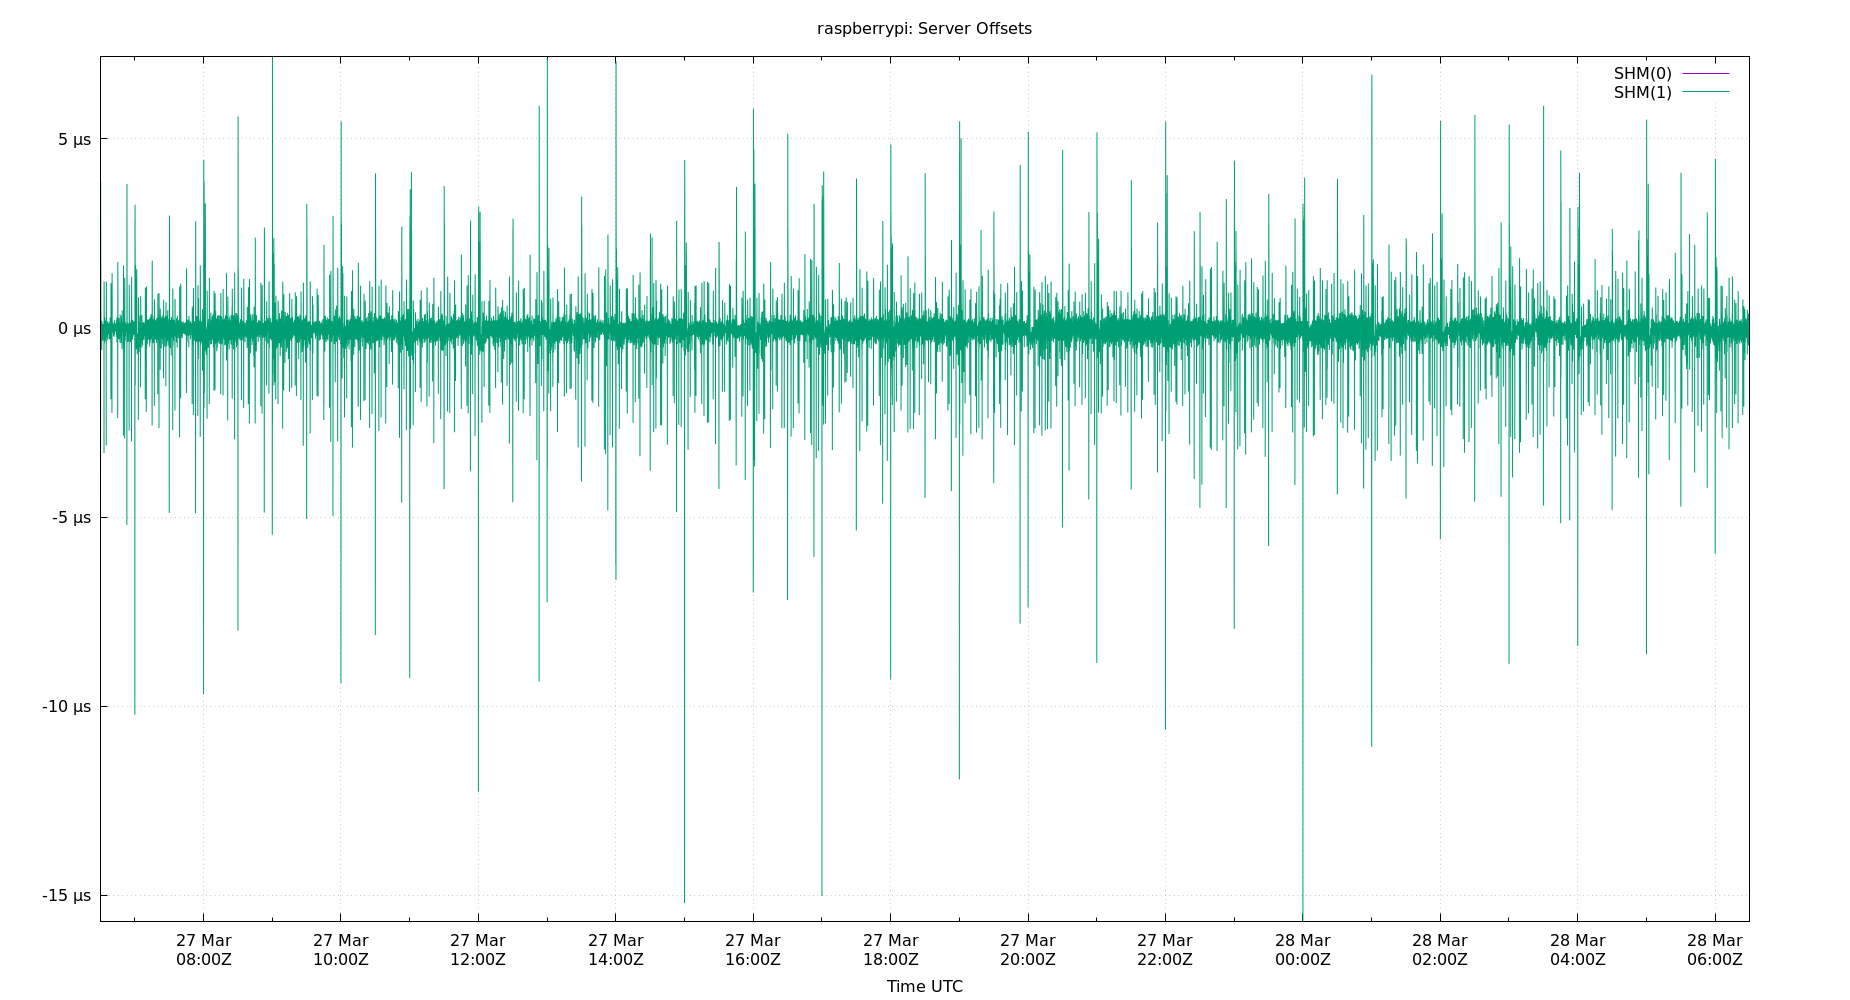 raspberrypi: Server Offsets
SHM(0)
SHM(1)
5 μs
0 μs
-5 μs
-10 μs
-15 μs
27 Mar 27 Mar 27 Mar 27 Mar 27 Mar 27 Mar 27 Mar 27 Mar 28 Mar 28 Mar 28 Mar 28 Mar
08:00Z 10:00Z 12:00Z 14:00Z 16:00Z 18:00Z 20:00Z 22:00Z 00:00Z 02:00Z 04:00Z 06:00Z
Time UTC